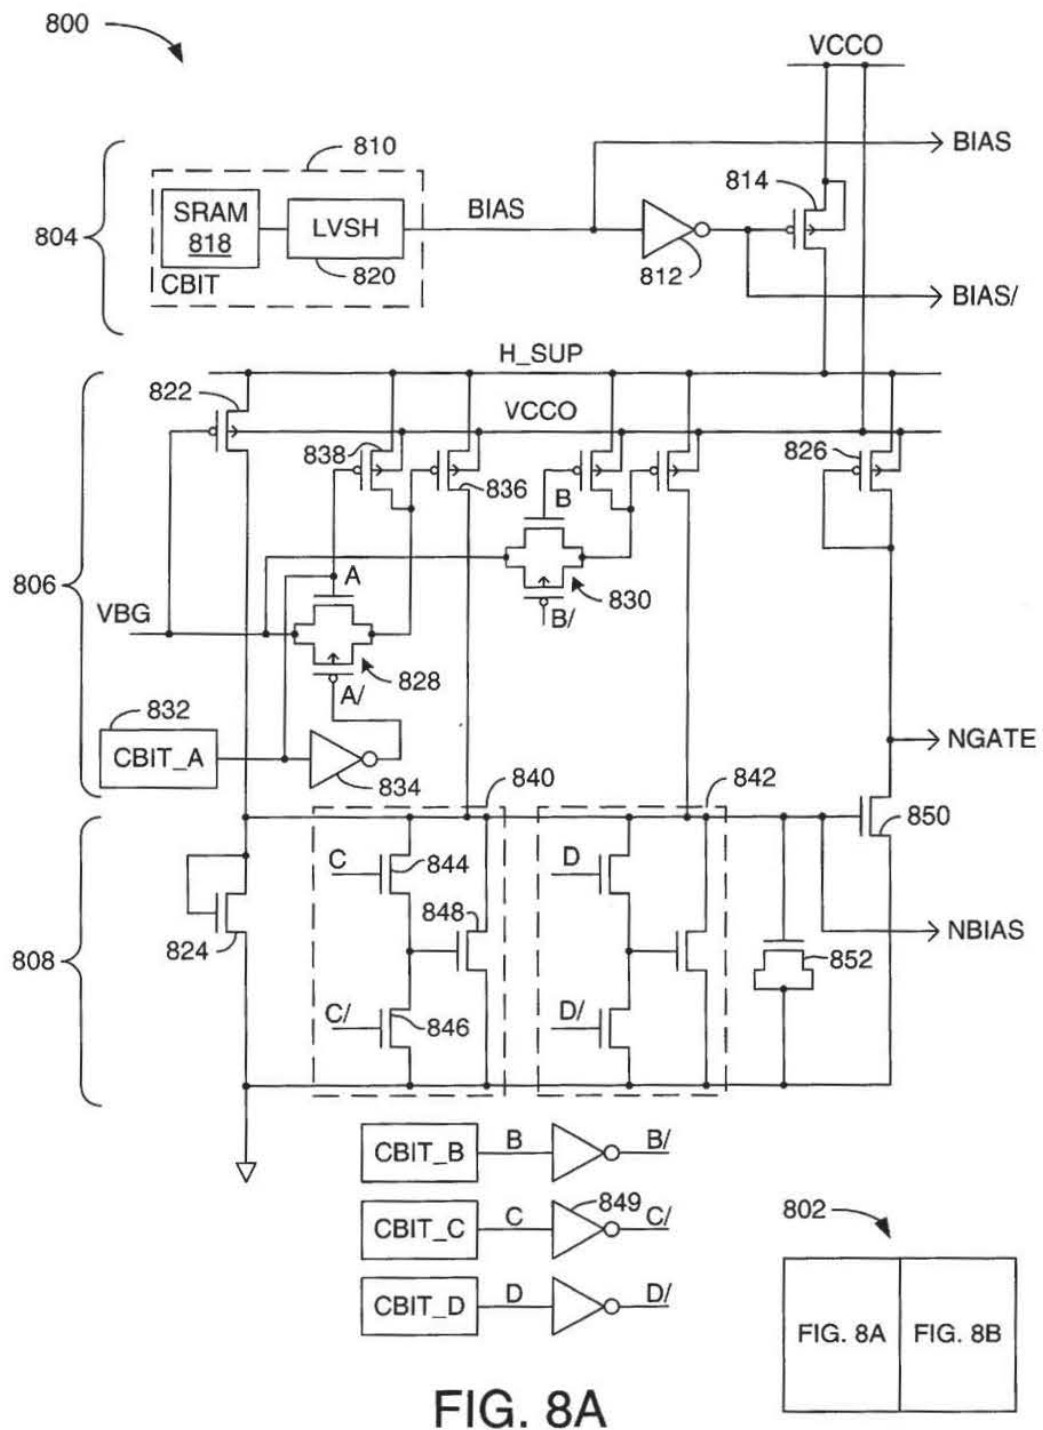 800
VCCO
BIAS
810
814
SRAM
818
LVSH
BIAS
804
820
812
CBIT
BIAS/
H_SUP
822
VCCO
838
826
836
B
A
806
830
VBG
B/
828
A/
832
CBIT_A
NGATE
834
840
842
850
C
844
D
848
NBIAS
824
852
808
C/
846
D/
CBIT_B
B
B/
849
CBIT_C
C
C/
802
CBIT_D
D
D/
FIG. 8A
FIG. 8B
FIG. 8A